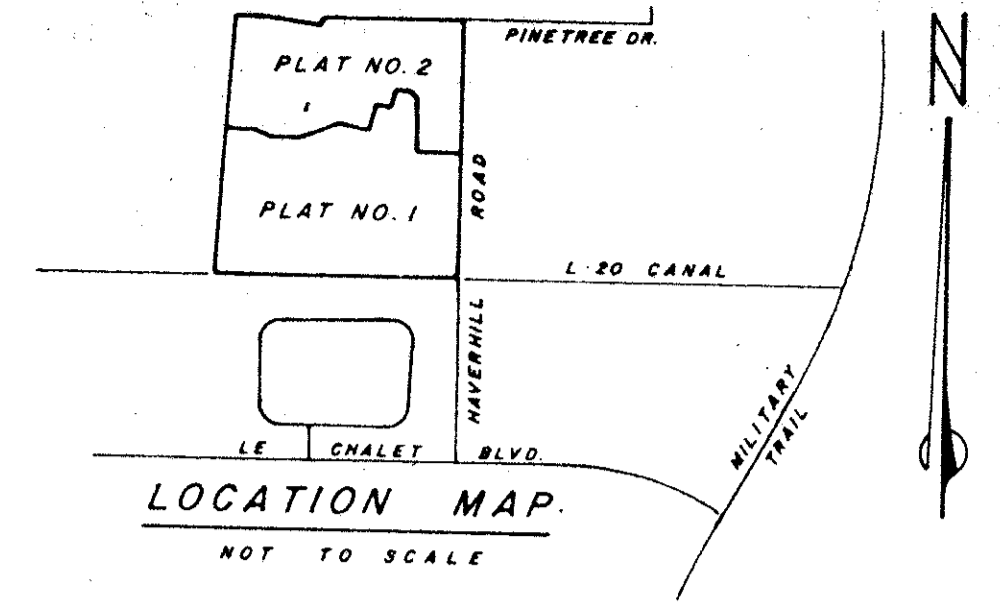 N
PINETREE DR.
PLAT NO. 2
ROAD
PLAT NO. 1
L-20 CANAL
HAVERHILL
MILITARY
TRAIL
LE CHALET BLVD.
LOCATION MAP.
NOT TO SCALE